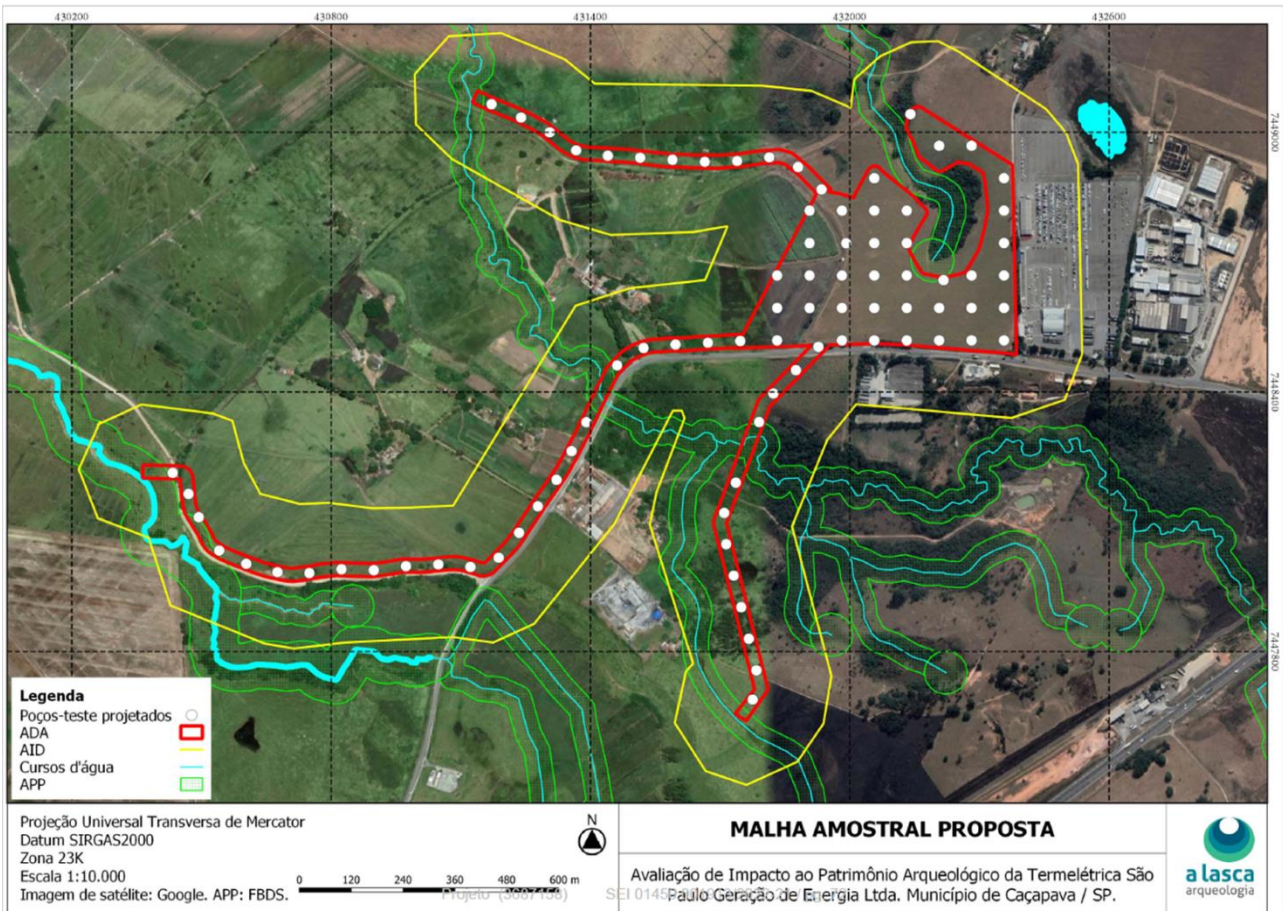 430200 430800 431400 432000 432600
7449000
7448400
7447800
Legenda
Poços-teste projetados
ADA
AID
Cursos d'água
APP
Projeção Universal Transversa de Mercator
Datum SIRGAS2000
Zona 23K
Escala 1:10.000
Imagem de satélite: Google. APP: FBDS.
N
0 120 240 360 480 600 m
MALHA AMOSTRAL PROPOSTA
Avaliação de Impacto ao Patrimônio Arqueológico da Termelétrica São
Paulo Geração de Energia Ltda. Município de Caçapava / SP.
a lasca
arqueologia
Projeto (3687158) SEI